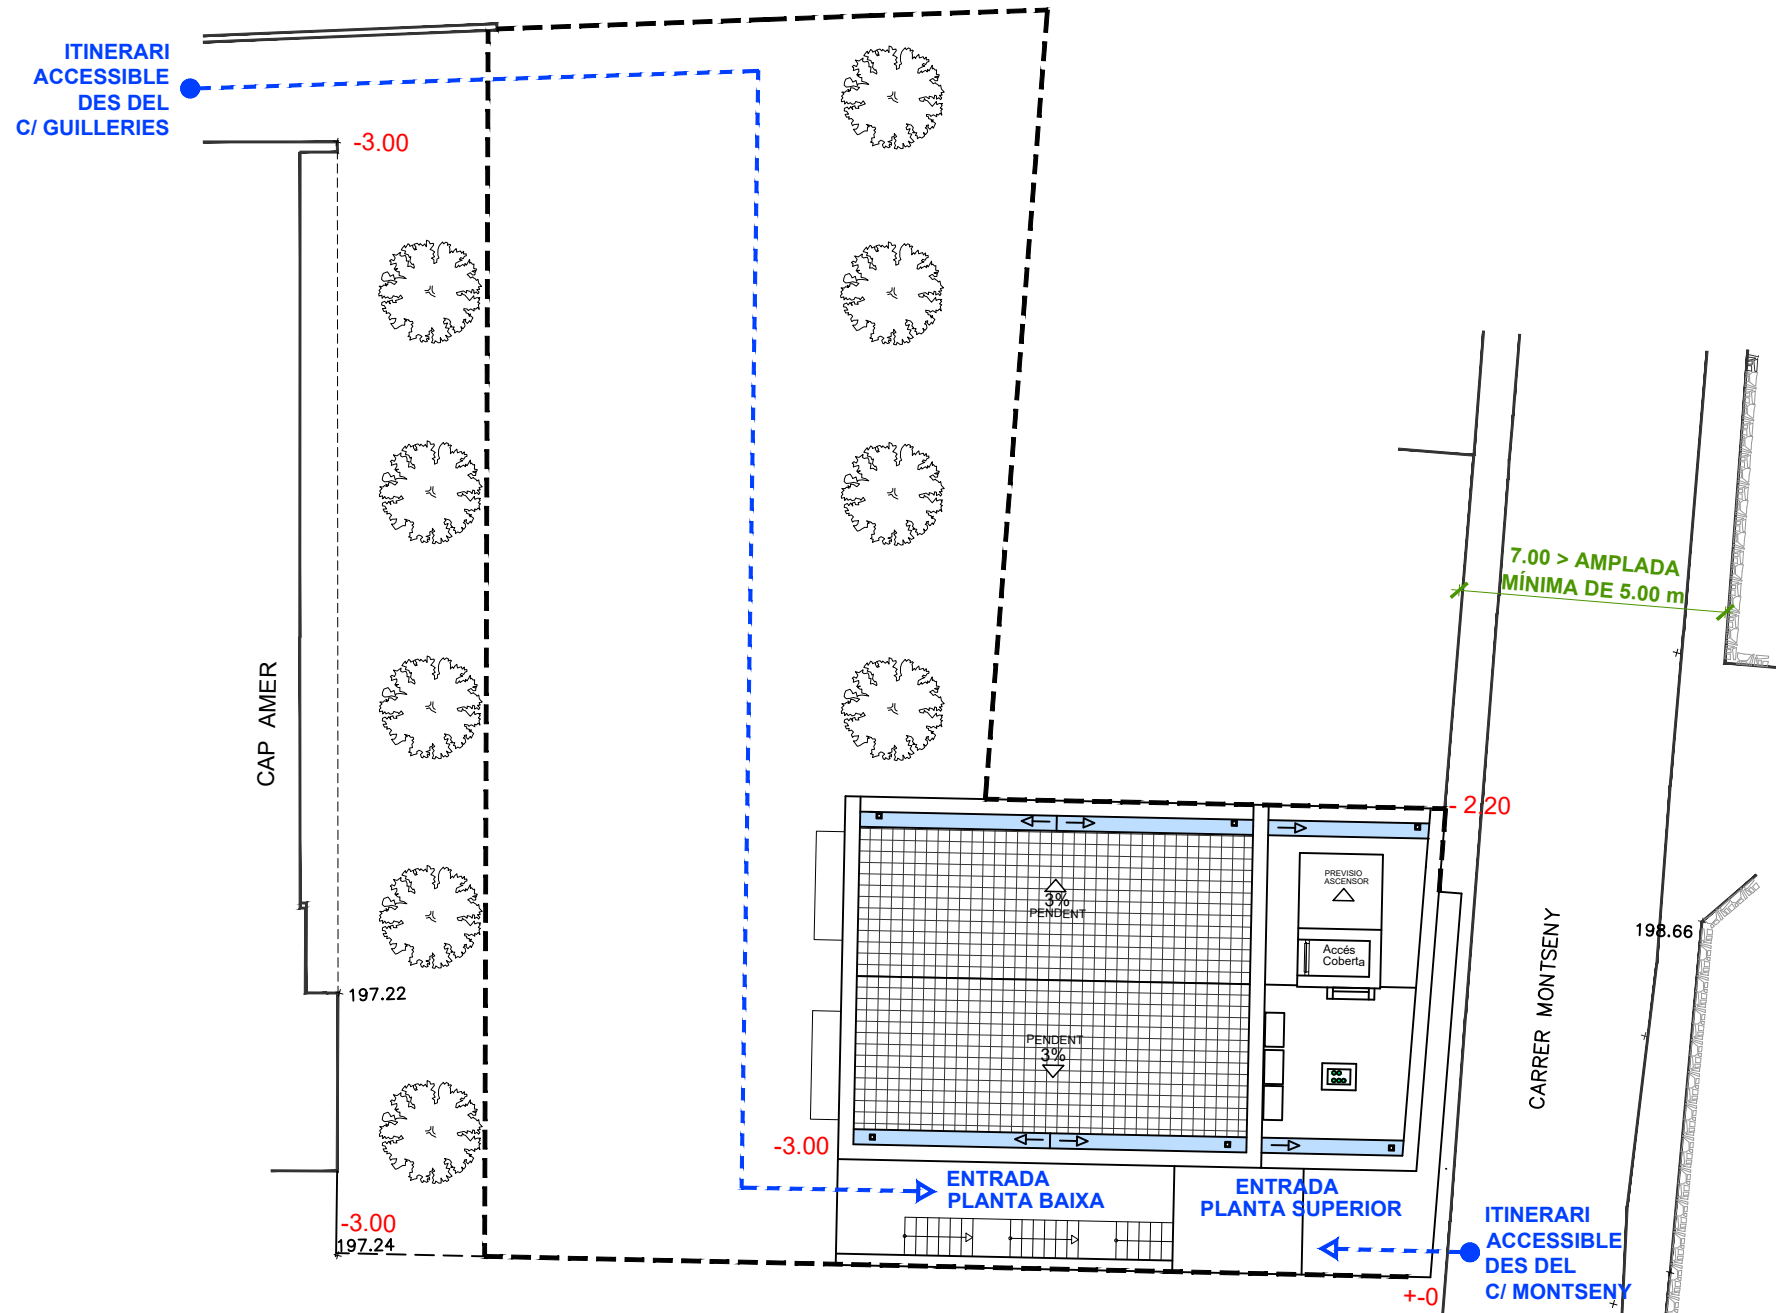 ITINERARI
ACCESSIBLE
DES DEL
C/ GUILLERIES
-3.00
7.00 > AMPLADA
MÍNIMA DE 5.00 m
CAP AMER
- 2.20
PREVISIO
ASCENSOR
3%
PENDENT
Accés
Coberta
CARRER MONTSENY
198.66
197.22
PENDENT
3%
-3.00
ENTRADA
PLANTA BAIXA
ENTRADA
PLANTA SUPERIOR
-3.00
197.24
ITINERARI
ACCESSIBLE
DES DEL
C/ MONTSENY
+-0